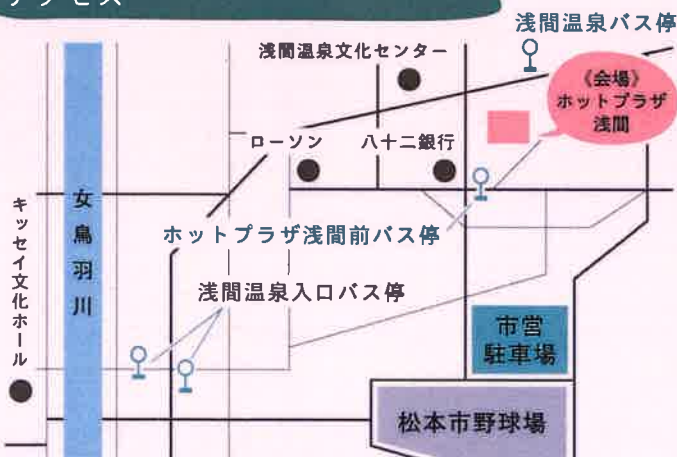 アクセス
浅間温泉バス停
浅間温泉文化センター
《会場》
ホットプラザ
浅間
ローソン
八十二銀行
キッセイ文化ホール
女鳥羽川
ホットプラザ浅間前バス停
浅間温泉入口バス停
市営
駐車場
松本市野球場